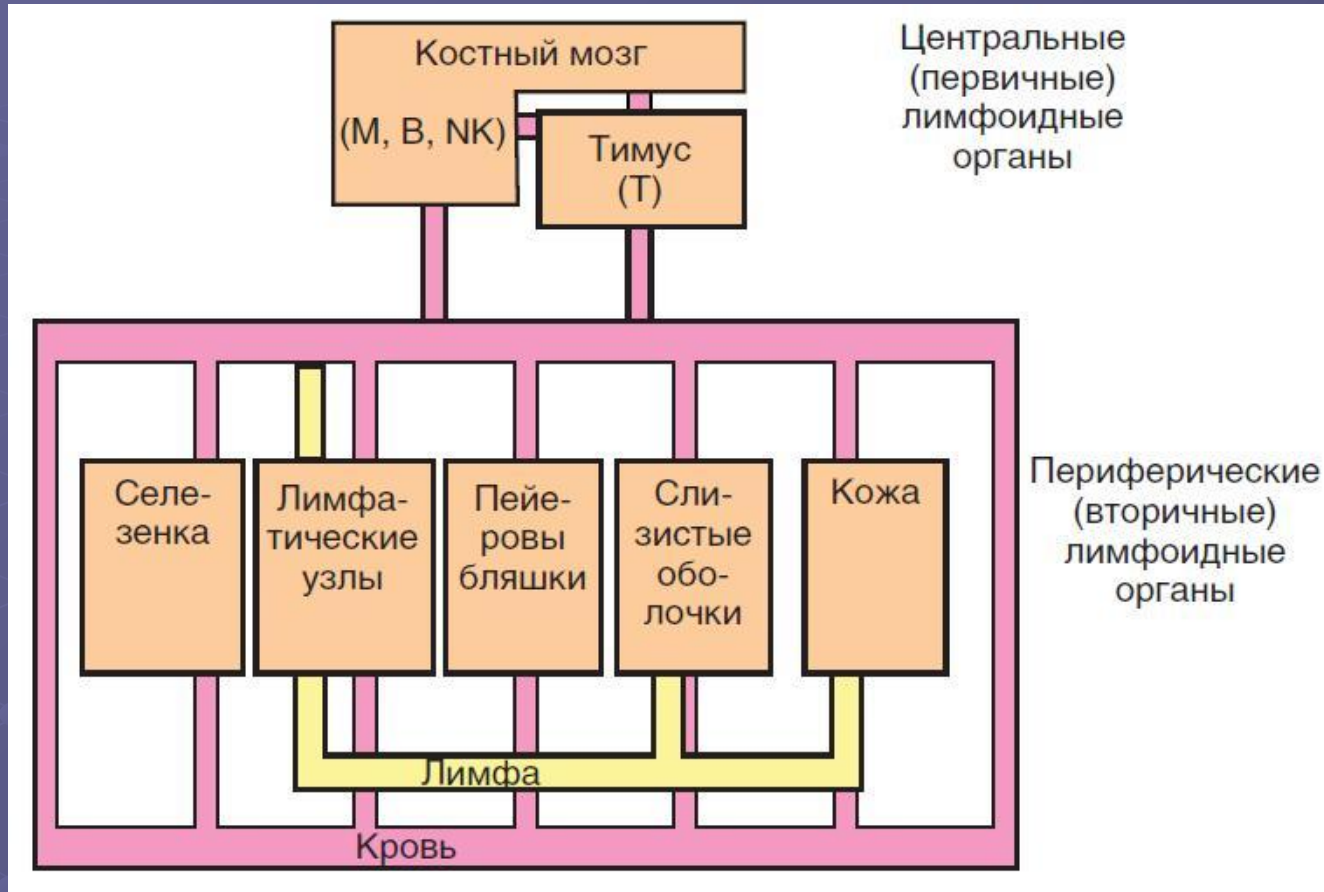 Костный мозг
(М, В, NK)
Тимус
(Т)
Центральные
(первичные)
лимфоидные
органы
Селе-
зенка
Лимфа-
тические
узлы
Пейе-
ровы
бляшки
Сли-
зистые
обо-
лочки
Кожа
Периферические
(вторичные)
лимфоидные
органы
Лимфа
Кровь